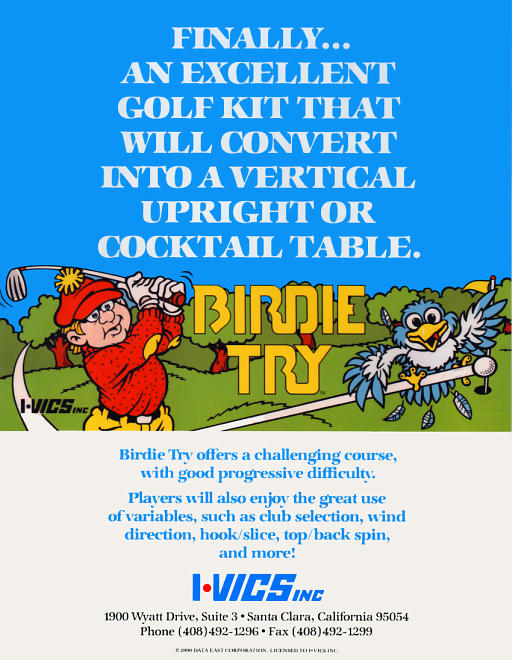 FINALLY...
AN EXCELLENT
GOLF KIT THAT
WILL CONVERT
INTO A VERTICAL
UPRIGHT OR
COCKTAIL TABLE.
BIRDIE
TRY
I•VICS INC
Birdie Try offers a challenging course,
with good progressive difficulty.
Players will also enjoy the great use
of variables, such as club selection, wind
direction, hook/slice, top/back spin,
and more!
I•VICS INC
1900 Wyatt Drive, Suite 3 • Santa Clara, California 95054
Phone (408)492-1296 • Fax (408)492-1299
© 1990 DATA EAST CORPORATION. LICENSED TO I•VICS INC.